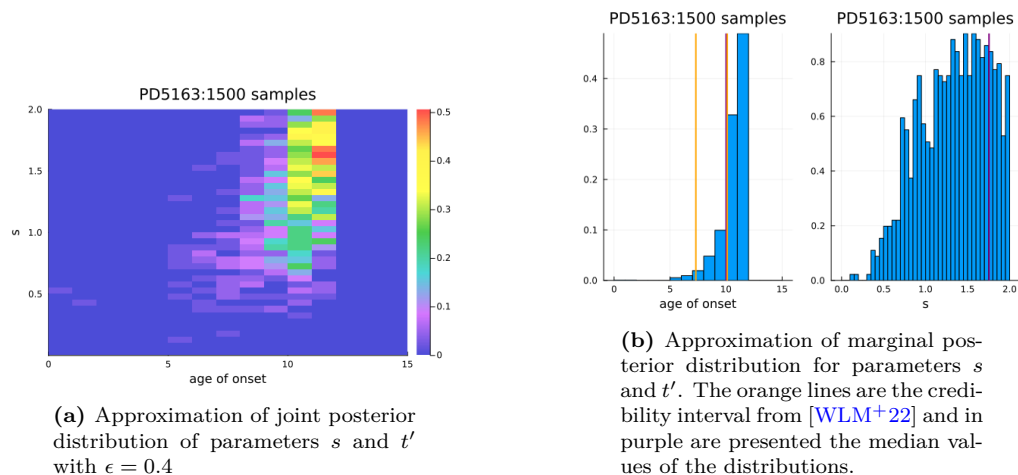 PD5163:1500 samples
2.0
1.5
1.0
0.5
s
0
5
10
15
age of onset
0.5
0.4
0.3
0.2
0.1
0
(a) Approximation of joint posterior
distribution of parameters s and t′
with ϵ = 0.4
PD5163:1500 samples
0.4
0.3
0.2
0.1
0.0
0
5
10
15
age of onset
PD5163:1500 samples
0.8
0.6
0.4
0.2
0.0
0.0
0.5
1.0
1.5
2.0
s
(b) Approximation of marginal pos-
terior distribution for parameters s
and t′. The orange lines are the credi-
bility interval from [WLM+22] and in
purple are presented the median val-
ues of the distributions.